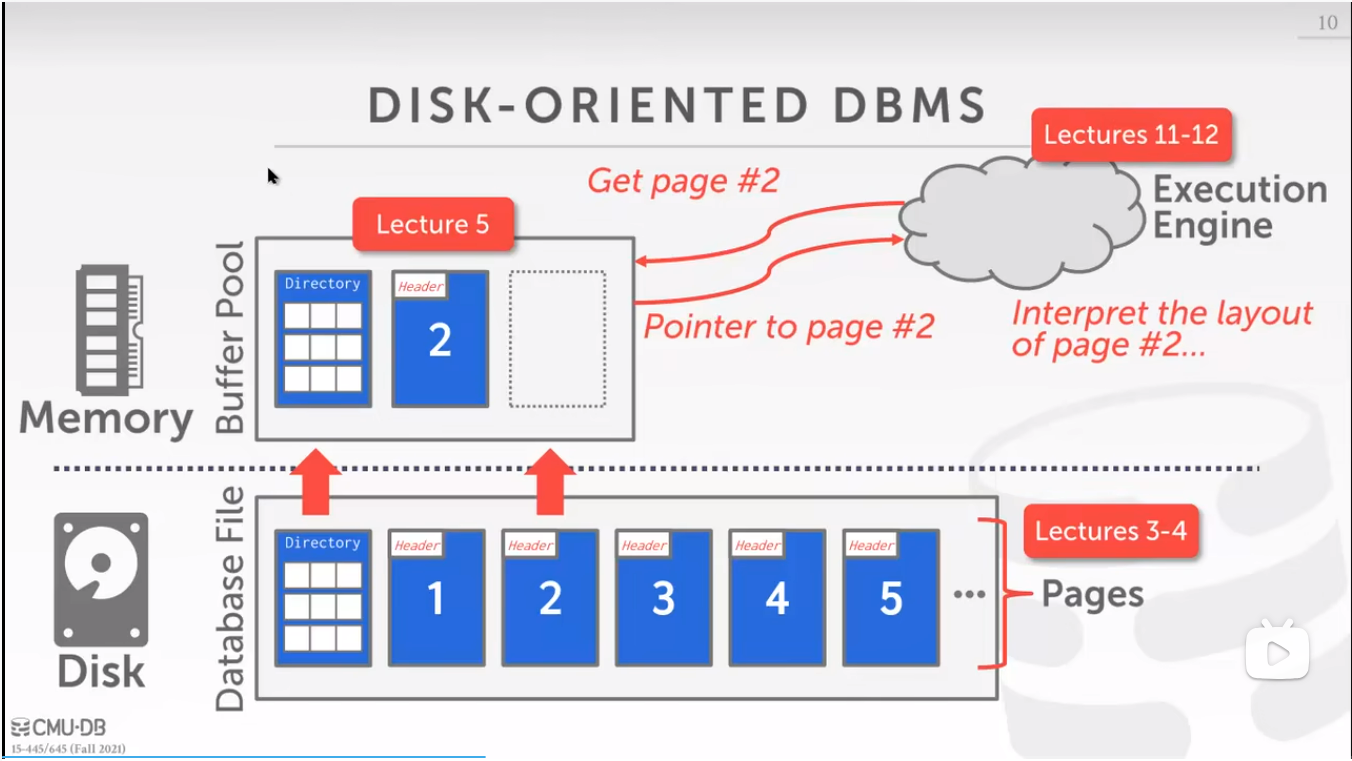 10
DISK-ORIENTED DBMS
Lectures 11-12
Get page #2
Execution
Engine
Lecture 5
Buffer Pool
Directory
Header
2
Pointer to page #2
Interpret the layout
of page #2...
Memory
Database File
Directory
Header
1
Header
2
Header
3
Header
4
Header
5
...
Lectures 3-4
Pages
Disk
CMU·DB
15-445/645 (Fall 2021)